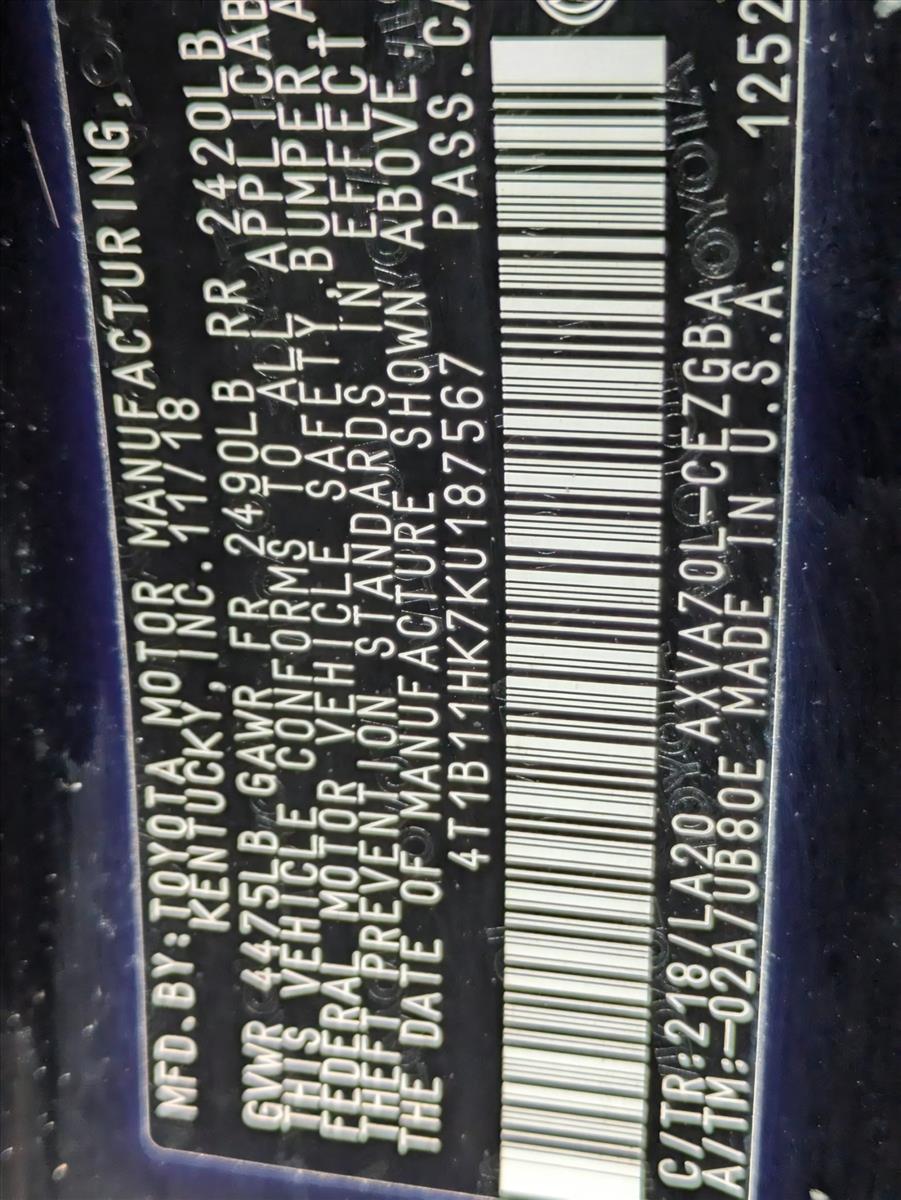 MFD.BY:TOYOTA MOTOR MANUFACTURING,
KENTUCKY, INC. 11/18
GVWR 4475LB GAWR FR 2490LB RR 2420LB
THIS VEHICLE CONFORMS TO ALL APPLICAB
FEDERAL MOTOR VEHICLE SAFETY BUMPER, A
THEFT PREVENTION STANDARDS IN EFFECT
THE DATE OF MANUFACTURE SHOWN ABOVE.
4T1B11HK7KU187567 PASS.CA
C/TR:218/LA20 AXVA70L-CEZGBA
A/TM:-02A/UB80E MADE IN U.S.A. 1252